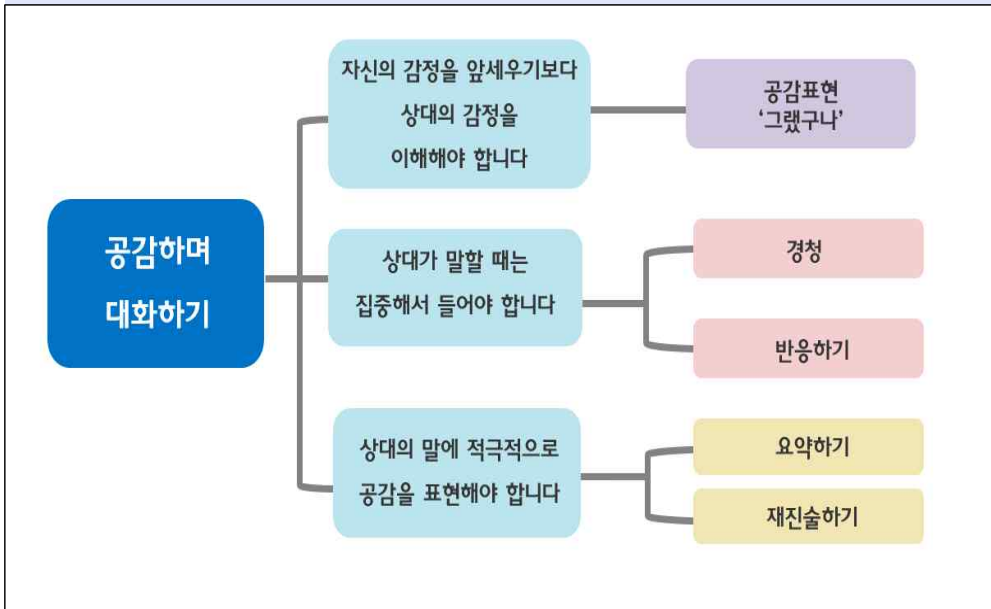 공감하며
대화하기
자신의 감정을 앞세우기보다
상대의 감정을
이해해야 합니다
공감표현
‘그랬구나’
상대가 말할 때는
집중해서 들어야 합니다
경청
반응하기
상대의 말에 적극적으로
공감을 표현해야 합니다
요약하기
재진술하기